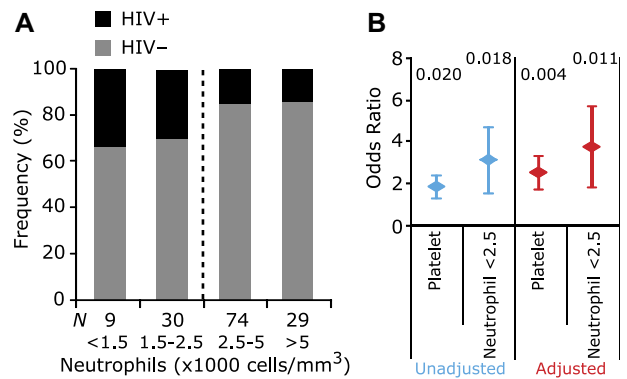 A
HIV+
HIV−
Frequency (%)
100
80
60
40
20
0
N 9 30 74 29
<1.5 1.5-2.5 2.5-5 >5
Neutrophils (x1000 cells/mm³)
B
Odds Ratio
8
6
4
2
0
0.020 0.018 0.004 0.011
Platelet
Neutrophil <2.5
Platelet
Neutrophil <2.5
Unadjusted Adjusted